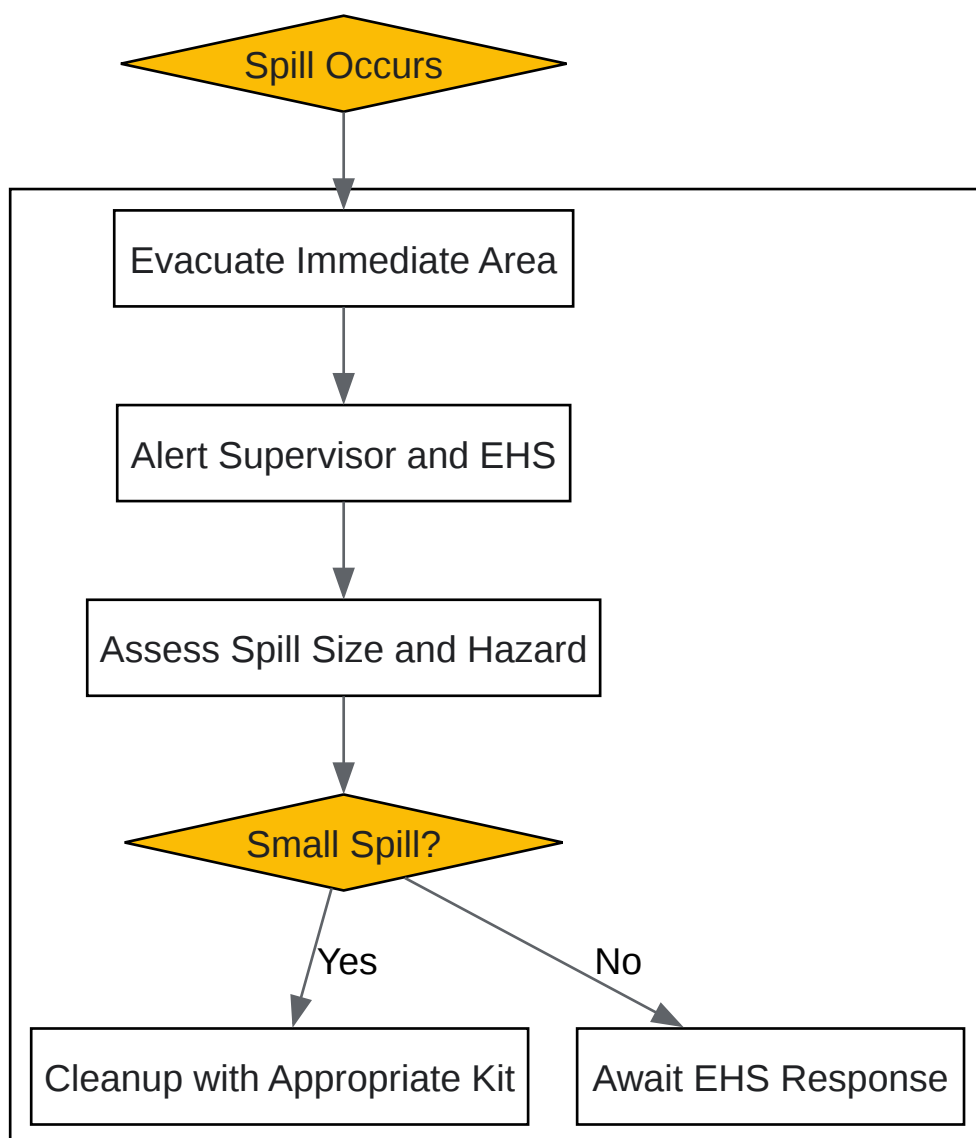 Spill Occurs
Evacuate Immediate Area
Alert Supervisor and EHS
Assess Spill Size and Hazard
Small Spill?
Yes
No
Cleanup with Appropriate Kit
Await EHS Response